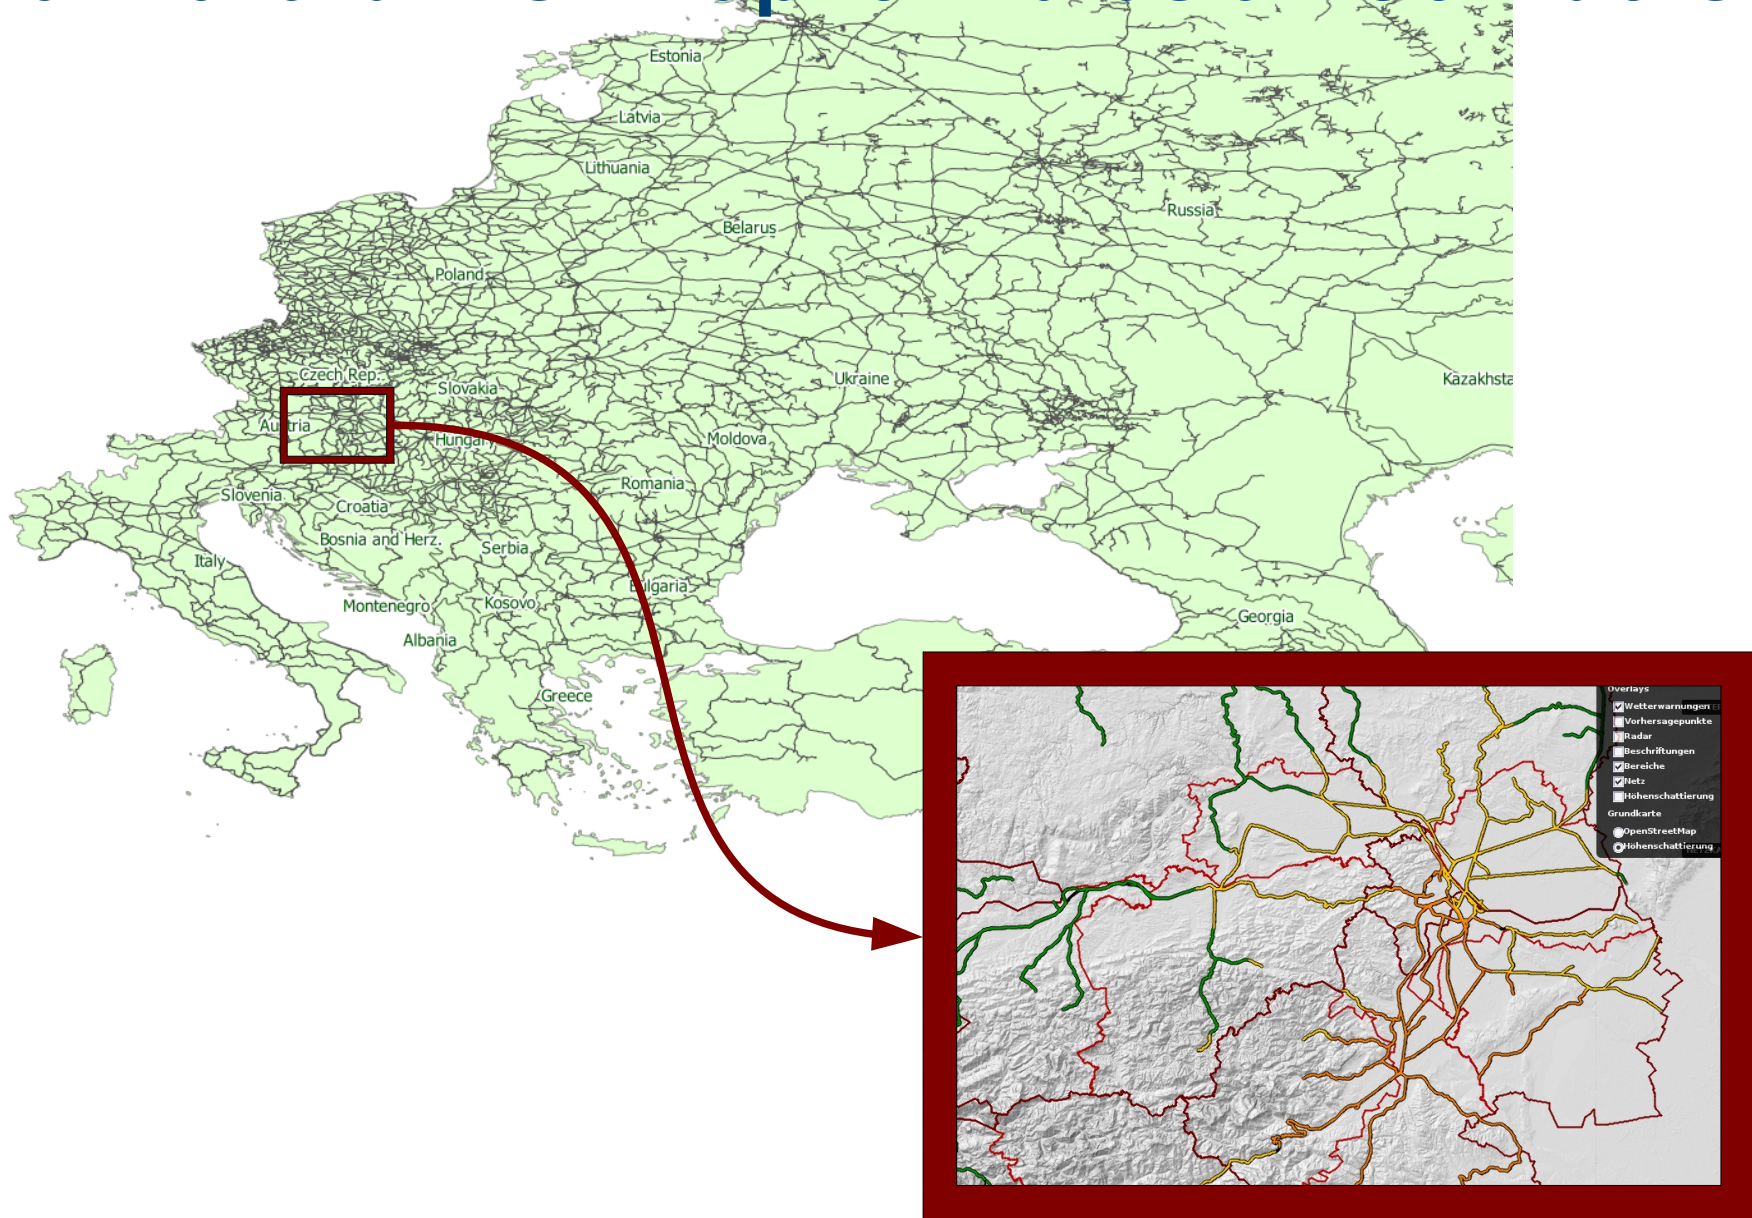 Estonia
Latvia
Lithuania
Russia
Belarus
Poland
Czech Rep.
Slovakia
Ukraine
Kazakhsta
Austria
Hungary
Moldova
Romania
Slovenia
Croatia
Bosnia and Herz.
Serbia
Italy
Bulgaria
Montenegro
Kosovo
Georgia
Albania
Greece
Overlays
Wetterwarnungen
Vorhersagepunkte
Radar
Beschriftungen
Bereiche
Netz
Höhenschattierung
Grundkarte
OpenStreetMap
Höhenschattierung